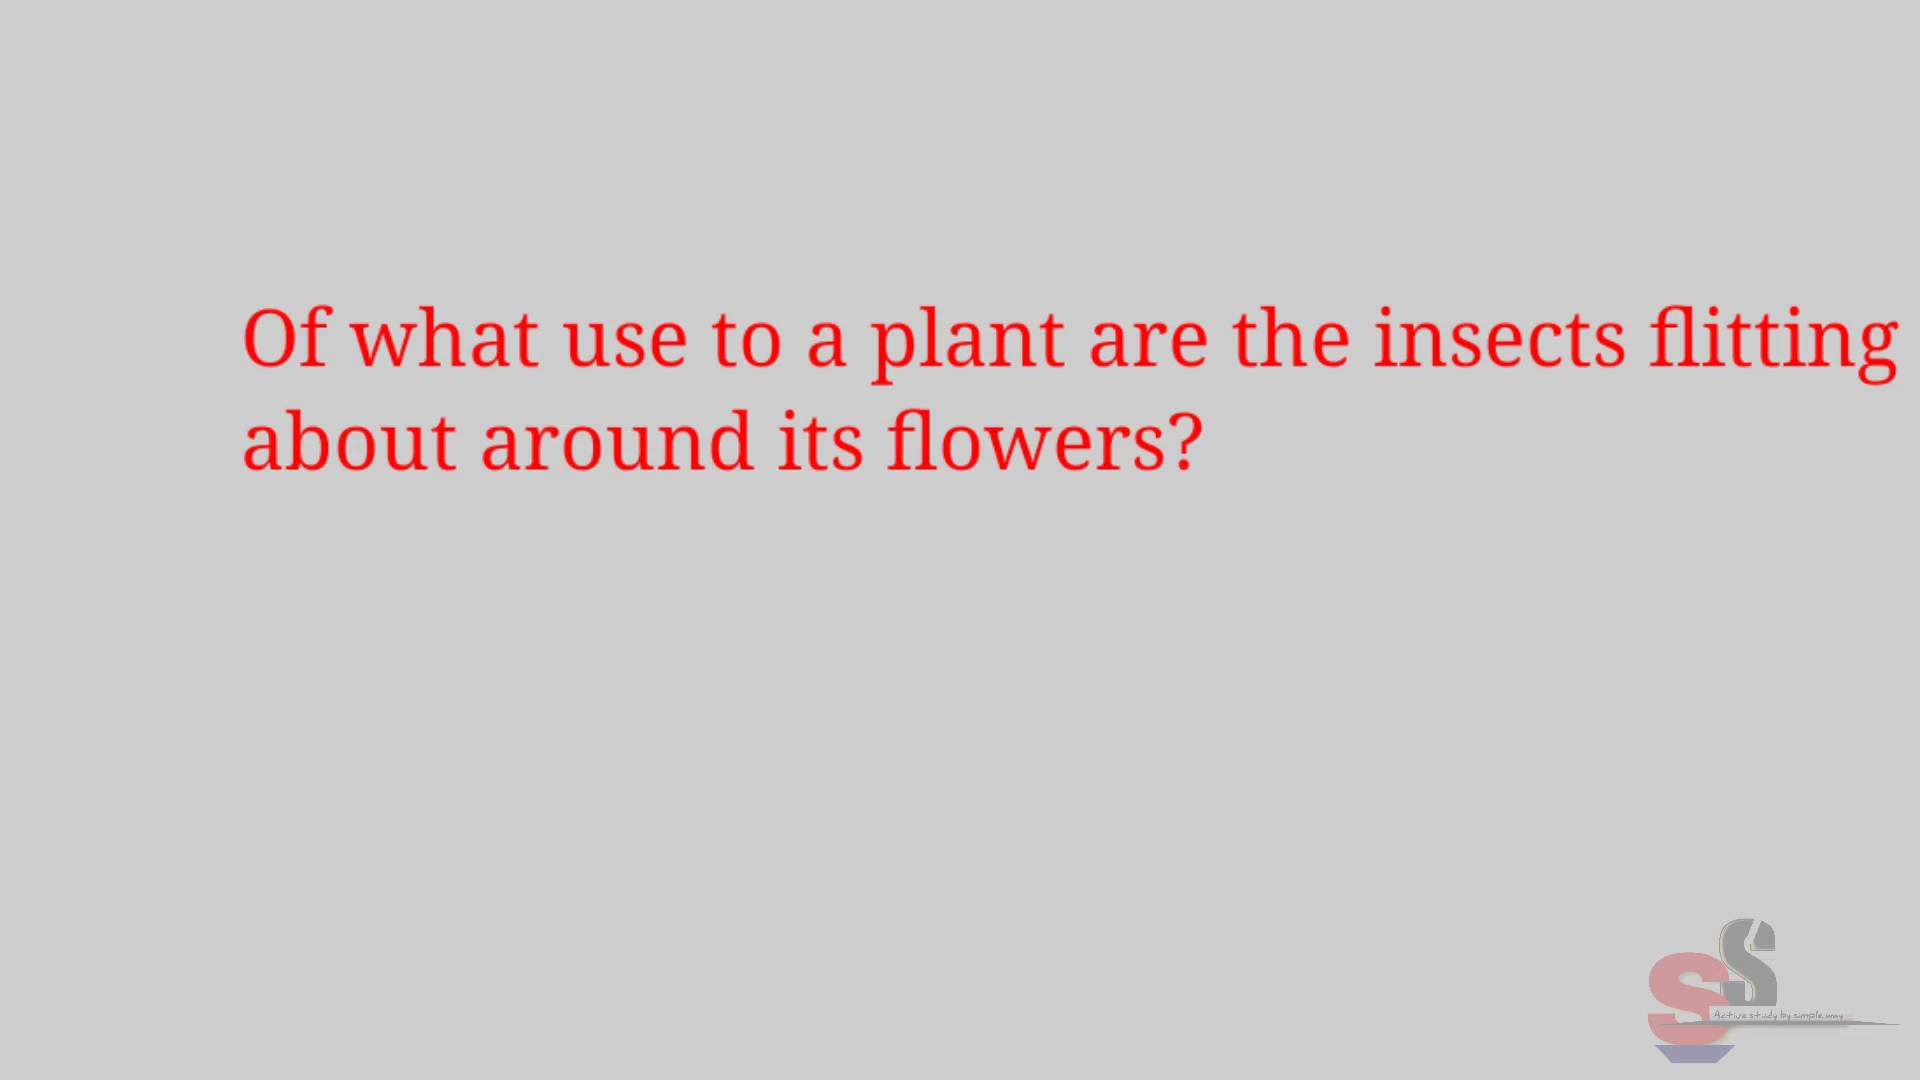 Of what use to a plant are the insects flitting
about around its flowers?
S
S
Active study by simple way